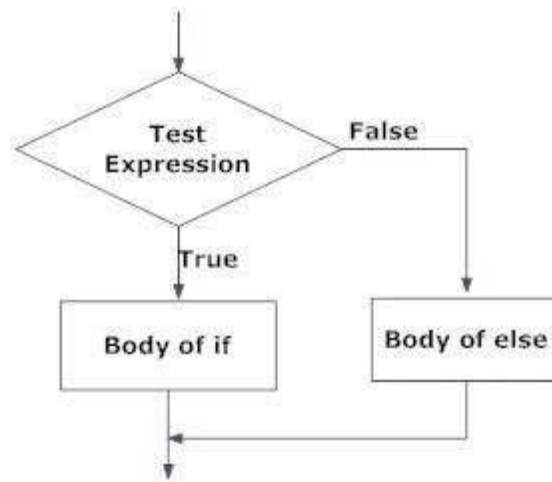 Test
Expression
False
True
Body of if
Body of else